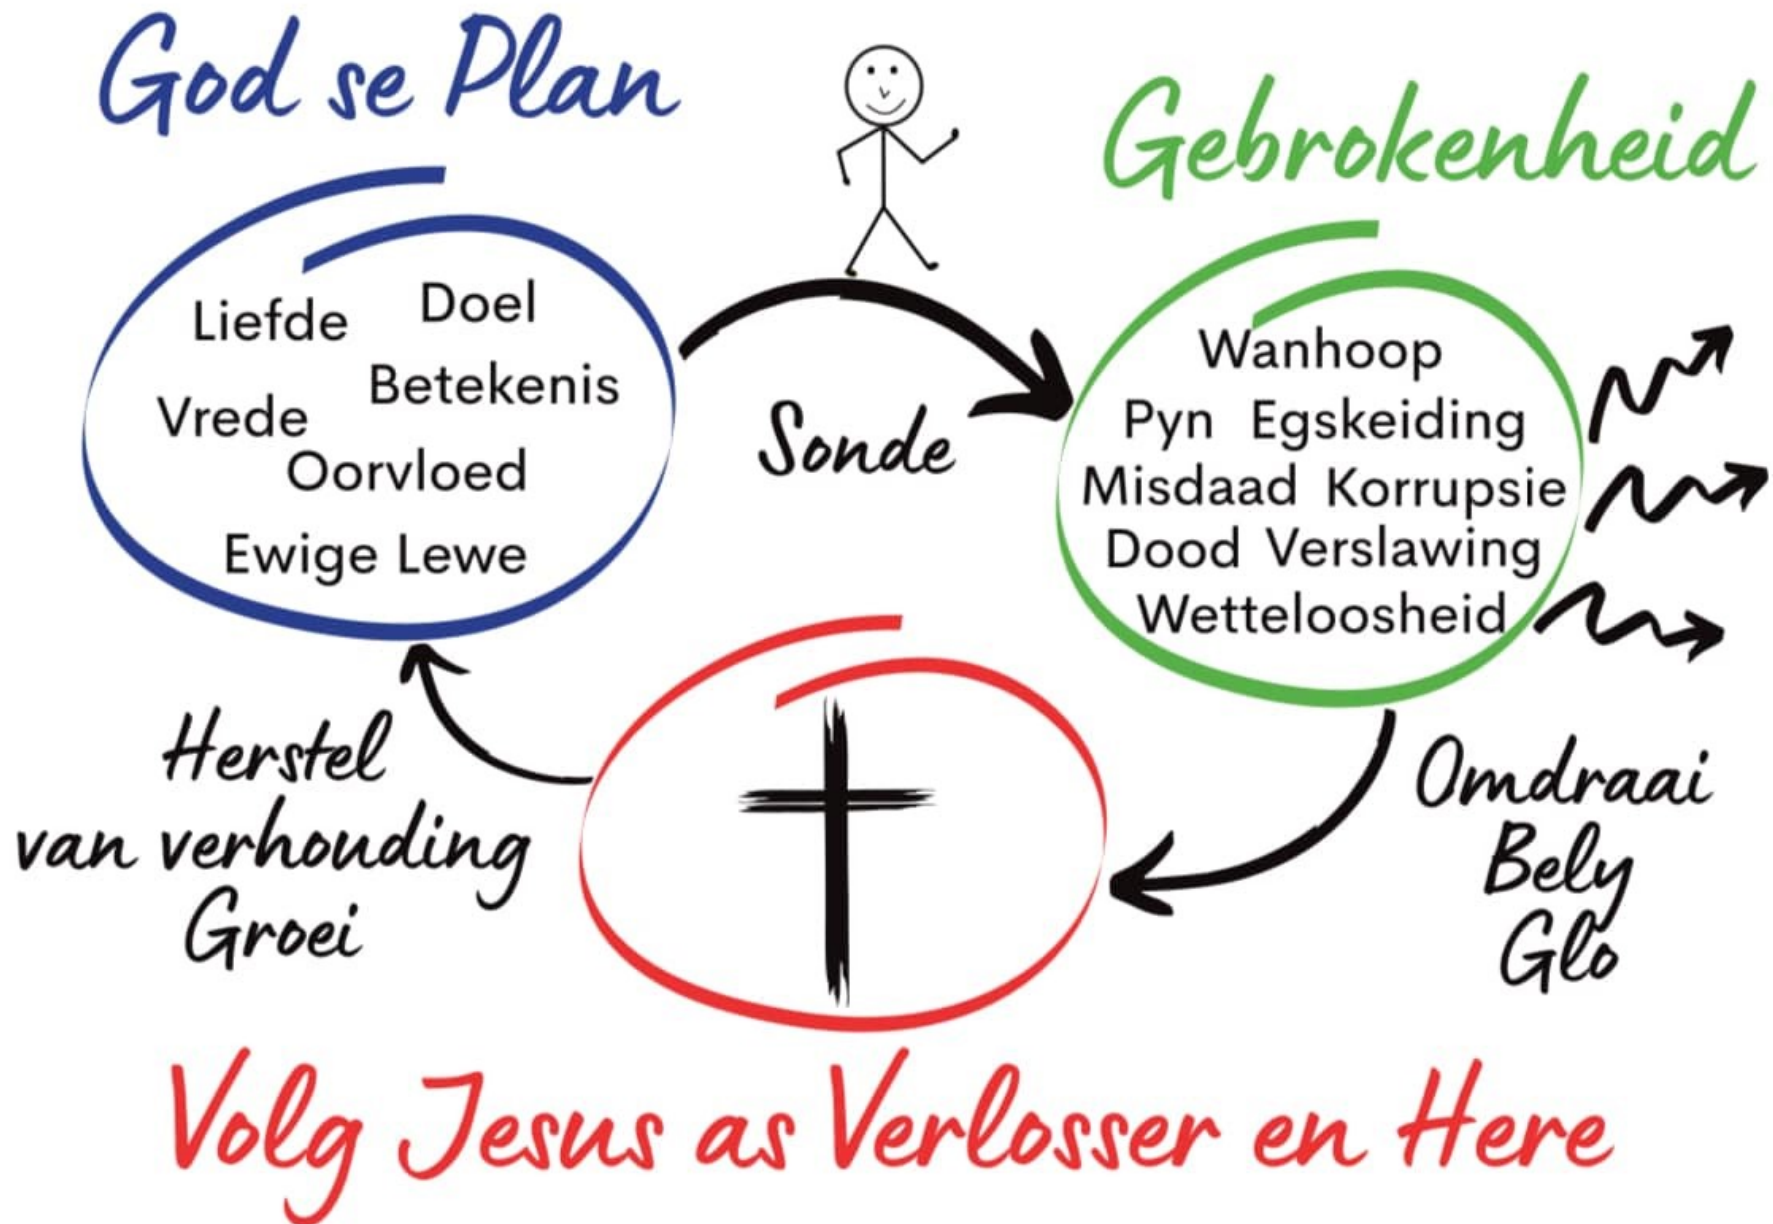 God se Plan
Liefde Doel
Betekenis
Vrede
Oorvloed
Ewige Lewe
Sonde
Gebrokenheid
Wanhoop
Pyn Egskeiding
Misdaad Korrupsie
Dood Verslawing
Wetteloosheid
Omdraai
Bely
Glo
Herstel
van verhouding
Groei
Volg Jesus as Verlosser en Here